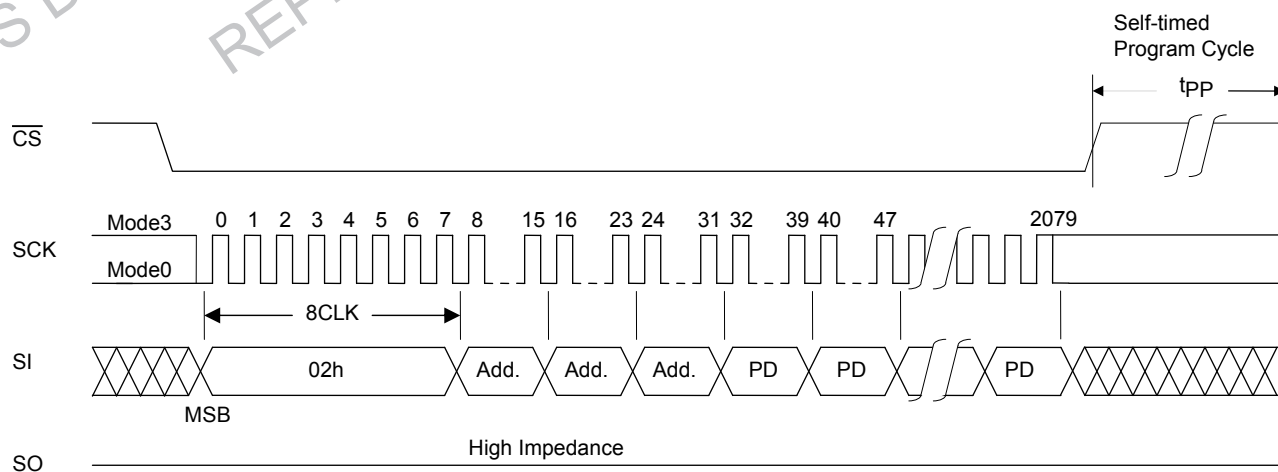 S D
REF
Self-timed
Program Cycle
tPP
CS
Mode3
0 1 2 3 4 5 6 7 8 15 16 23 24 31 32 39 40 47 2079
SCK
Mode0
8CLK
SI
02h Add. Add. Add. PD PD PD
MSB
High Impedance
SO